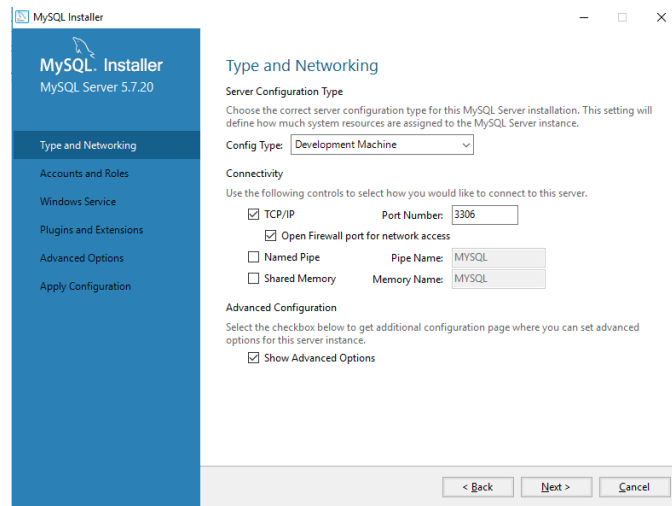 MySQL Installer
MySQL. Installer
MySQL Server 5.7.20
Type and Networking
Accounts and Roles
Windows Service
Plugins and Extensions
Advanced Options
Apply Configuration
Type and Networking
Server Configuration Type
Choose the correct server configuration type for this MySQL Server installation. This setting will
define how much system resources are assigned to the MySQL Server instance.
Config Type: Development Machine
Connectivity
Use the following controls to select how you would like to connect to this server.
TCP/IP Port Number: 3306
Open Firewall port for network access
Named Pipe Pipe Name: MYSQL
Shared Memory Memory Name: MYSQL
Advanced Configuration
Select the checkbox below to get additional configuration page where you can set advanced
options for this server instance.
Show Advanced Options
< Back Next > Cancel